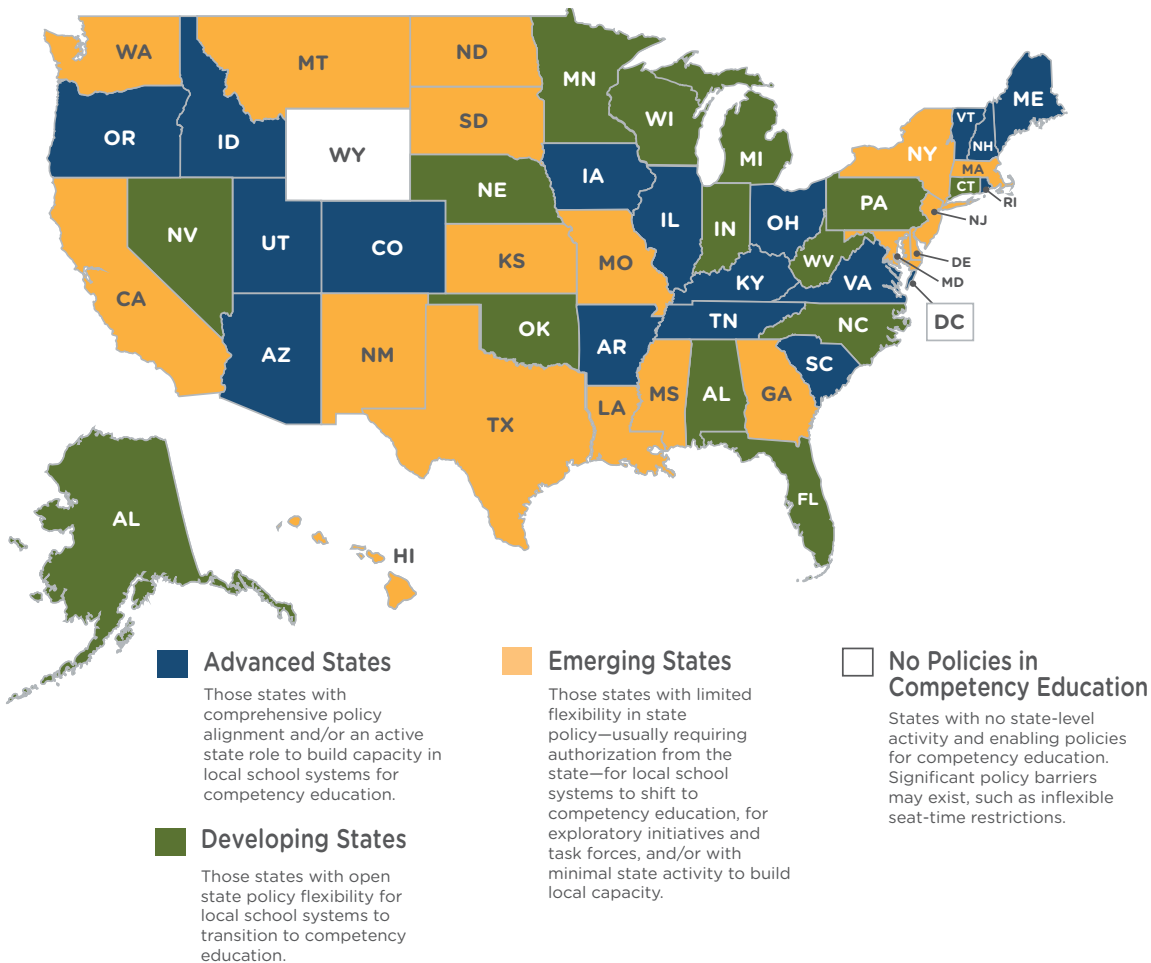 WA
MT
ND
MN
SD
WI
MI
OR
ID
WY
VT
NH
ME
NY
MA
CT
RI
NJ
NE
IA
IL
IN
OH
PA
NV
UT
CO
KS
MO
KY
WV
VA
DE
MD
DC
CA
AZ
NM
OK
AR
TN
NC
SC
TX
LA
MS
AL
GA
FL
AL
HI
Advanced States
Those states with
comprehensive policy
alignment and/or an active
state role to build capacity in
local school systems for
competency education.
Developing States
Those states with open
state policy flexibility for
local school systems to
transition to competency
education.
Emerging States
Those states with limited
flexibility in state
policy—usually requiring
authorization from the
state—for local school
systems to shift to
competency education, for
exploratory initiatives and
task forces, and/or with
minimal state activity to build
local capacity.
No Policies in
Competency Education
States with no state-level
activity and enabling policies
for competency education.
Significant policy barriers
may exist, such as inflexible
seat-time restrictions.